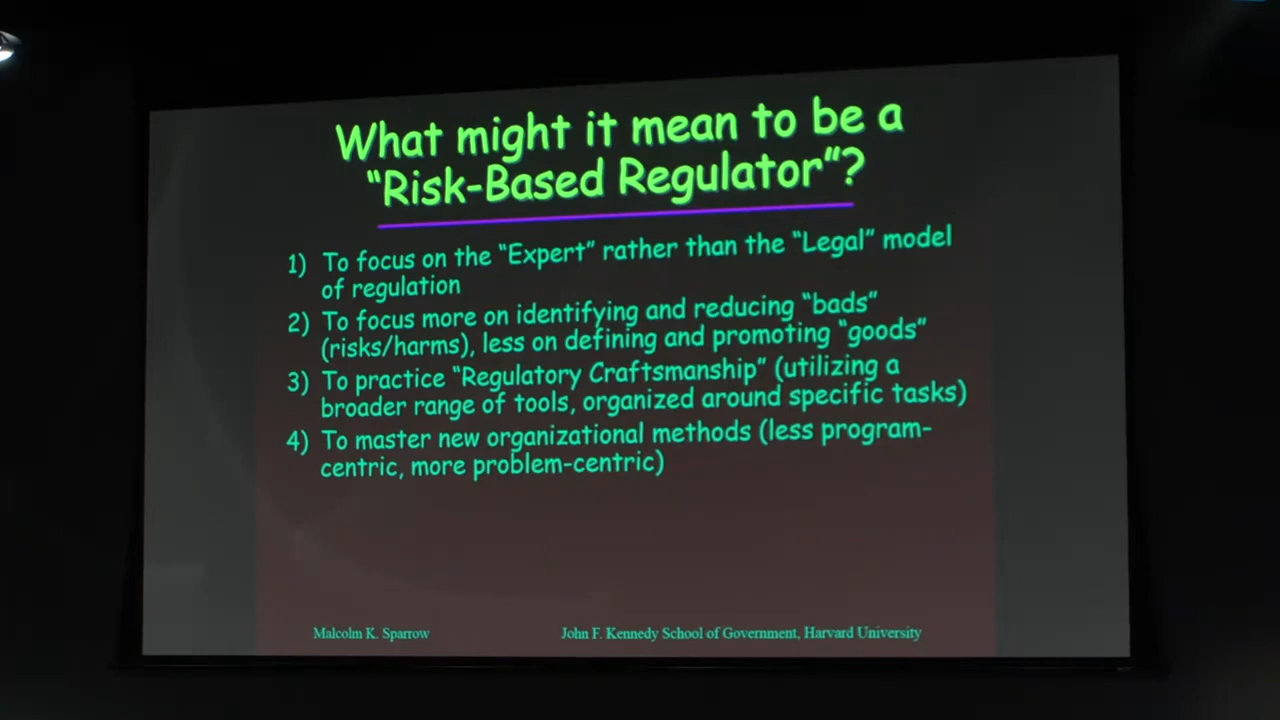 What might it mean to be a
“Risk-Based Regulator”?
1) To focus on the “Expert” rather than the “Legal” model
of regulation
2) To focus more on identifying and reducing “bads”
(risks/harms), less on defining and promoting “goods”
3) To practice “Regulatory Craftsmanship” (utilizing a
broader range of tools, organized around specific tasks)
4) To master new organizational methods (less program-
centric, more problem-centric)
Malcolm K. Sparrow
John F. Kennedy School of Government, Harvard University